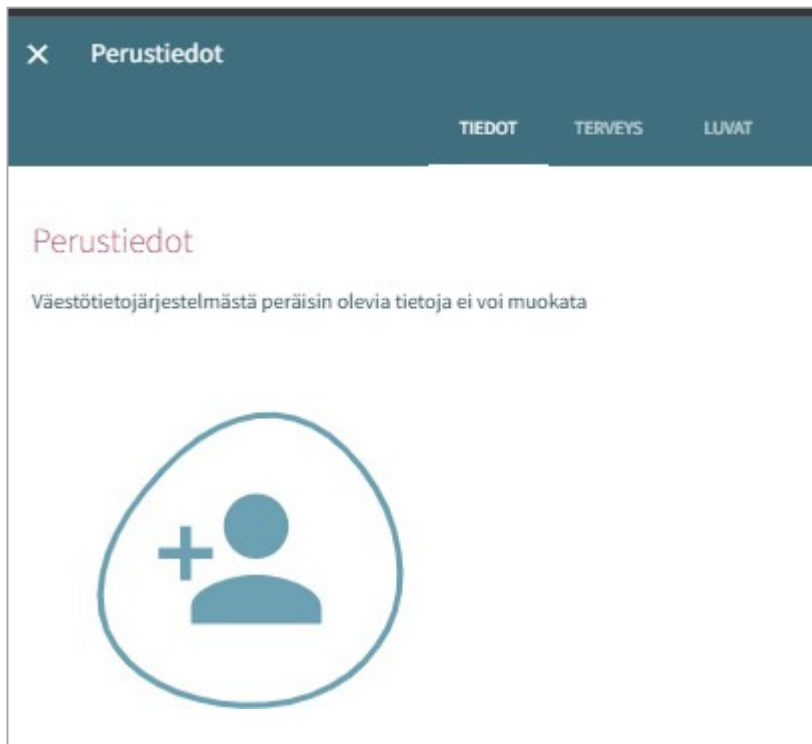 Perustiedot
TIEDOT TERVEYS LUVAT
Perustiedot
Väestötietojärjestelmästä peräisin olevia tietoja ei voi muokata